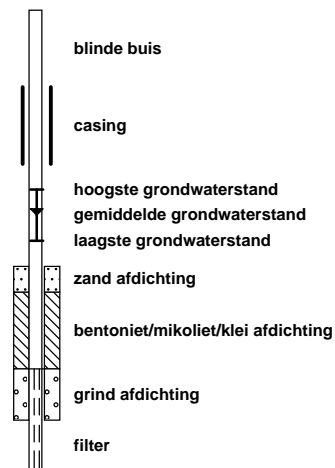 blinde buis
casing
hoogste grondwaterstand
gemiddelde grondwaterstand
laagste grondwaterstand
zand afdichting
bentoniet/mikoliet/klei afdichting
grind afdichting
filter